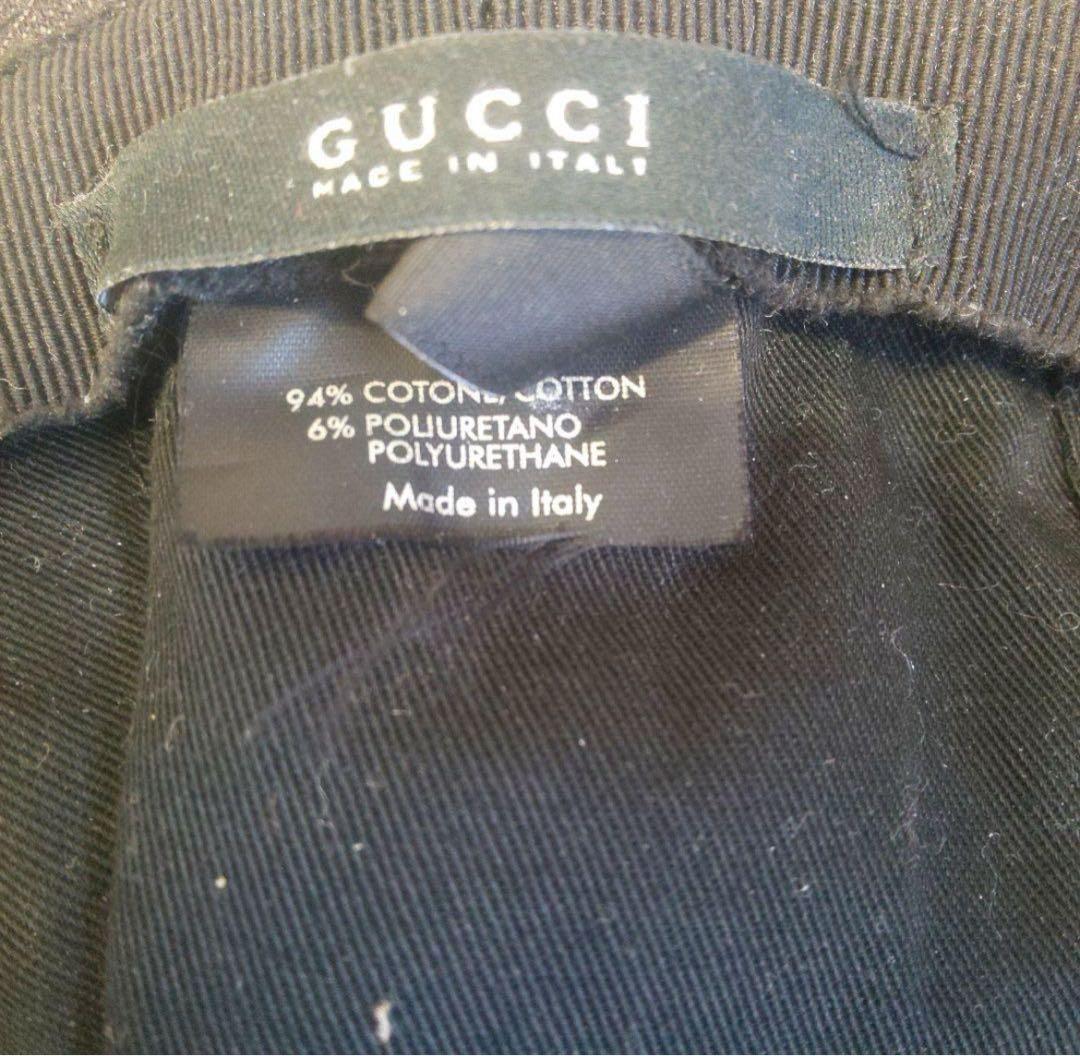 GUCCI
MADE IN ITALY
94% COTONE/COTTON
6% POLIURETANO
POLYURETHANE
Made in Italy